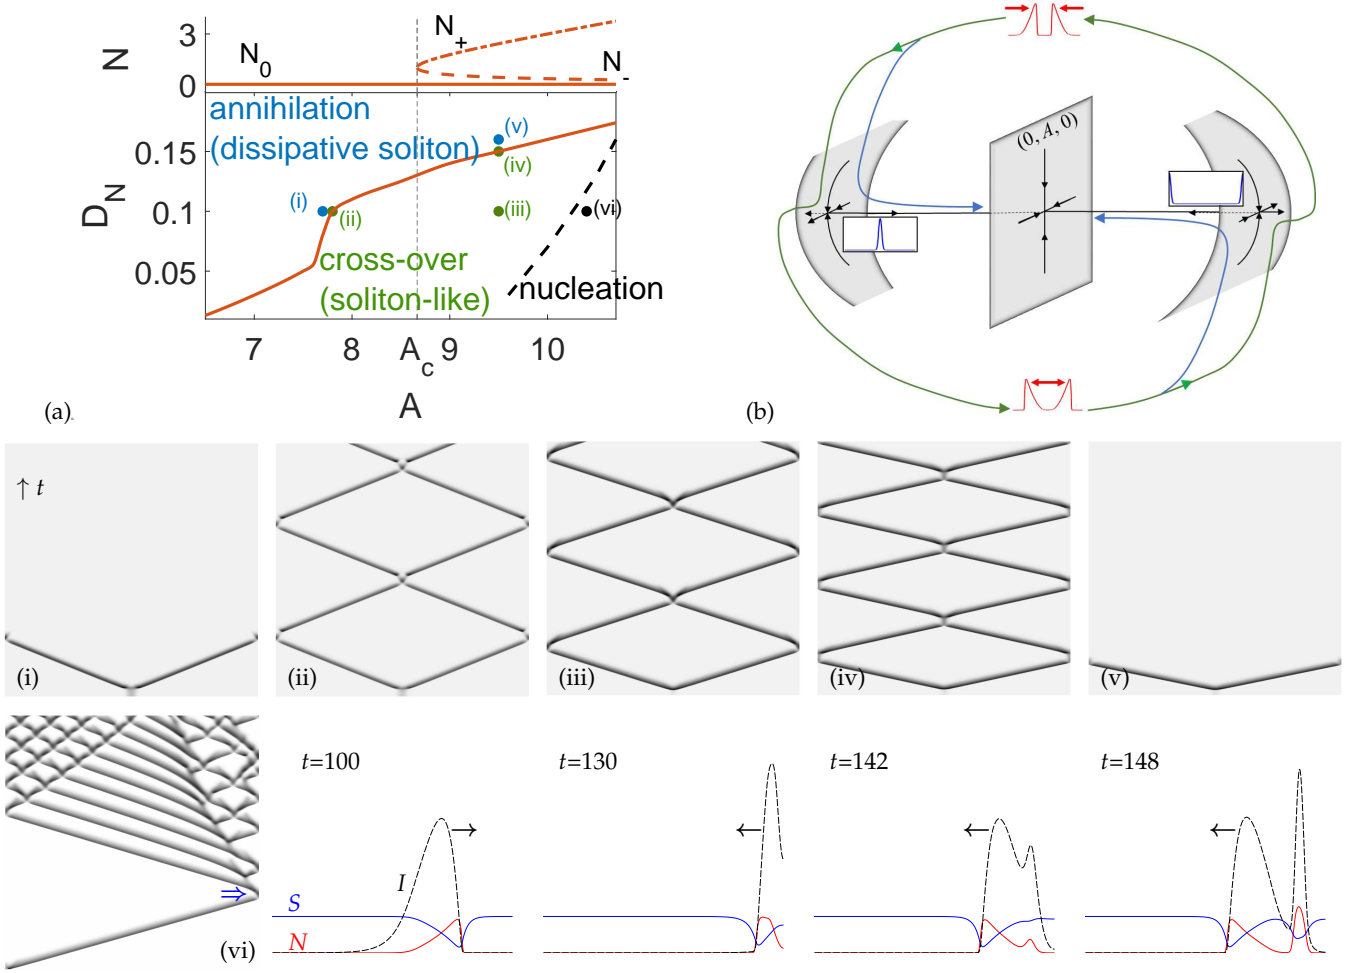 3
N
0
N₀
N₊
N₋
annihilation
(dissipative soliton)
(v)
0.15
(iv)
D_N
0.1
(i)
(ii)
(iii)
(vi)
0.05
cross-over
(soliton-like)
nucleation
7
8
A_c
9
10
A
(a)
(0, A, 0)
(b)
↑ t
(i)
(ii)
(iii)
(iv)
(v)
(vi)
t=100
I
S
N
t=130
t=142
t=148